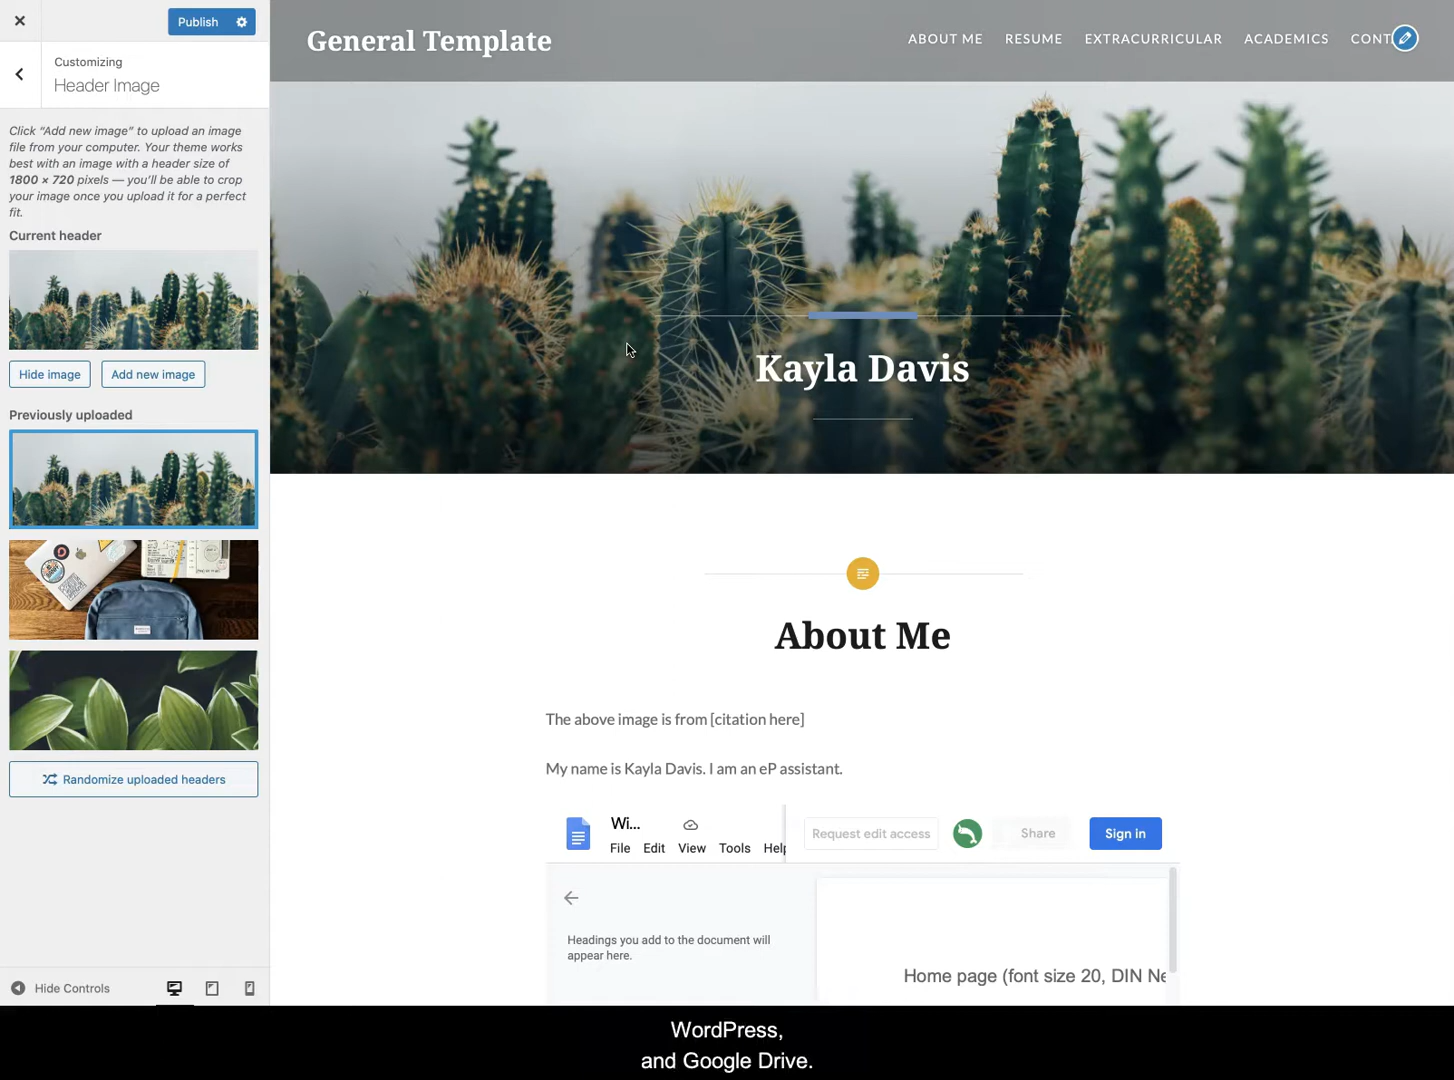 Publish
Customizing
Header Image
Click “Add new image” to upload an image
file from your computer. Your theme works
best with an image with a header size of
1800 × 720 pixels — you’ll be able to crop
your image once you upload it for a perfect
fit.
Current header
Hide image
Add new image
Previously uploaded
Randomize uploaded headers
Hide Controls
General Template
ABOUT ME
RESUME
EXTRACURRICULAR
ACADEMICS
CONT
Kayla Davis
About Me
The above image is from [citation here]
My name is Kayla Davis. I am an eP assistant.
Wi...
File Edit View Tools Help
Request edit access
Share
Sign in
Headings you add to the document will
appear here.
Home page (font size 20, DIN Ne
WordPress,
and Google Drive.